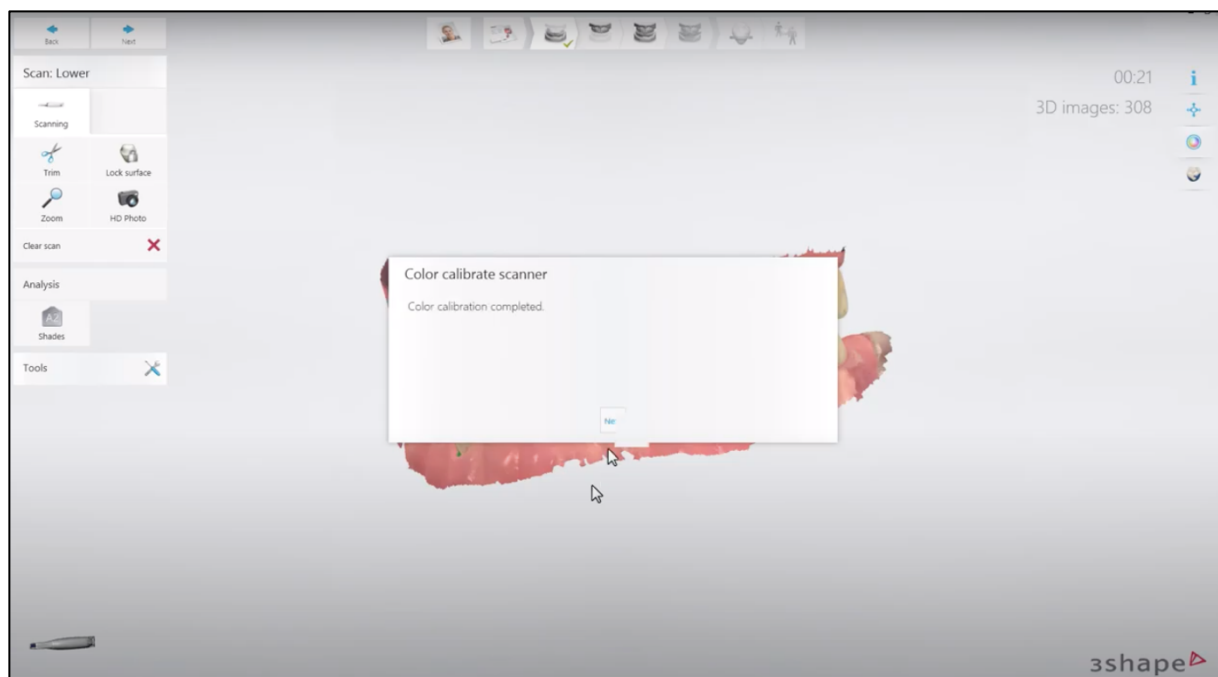 Back
Next
Scan: Lower
00:21
3D images: 308
Scanning
Trim
Lock surface
Zoom
HD Photo
Clear scan
Analysis
A2
Shades
Tools
Color calibrate scanner
Color calibration completed.
3shape